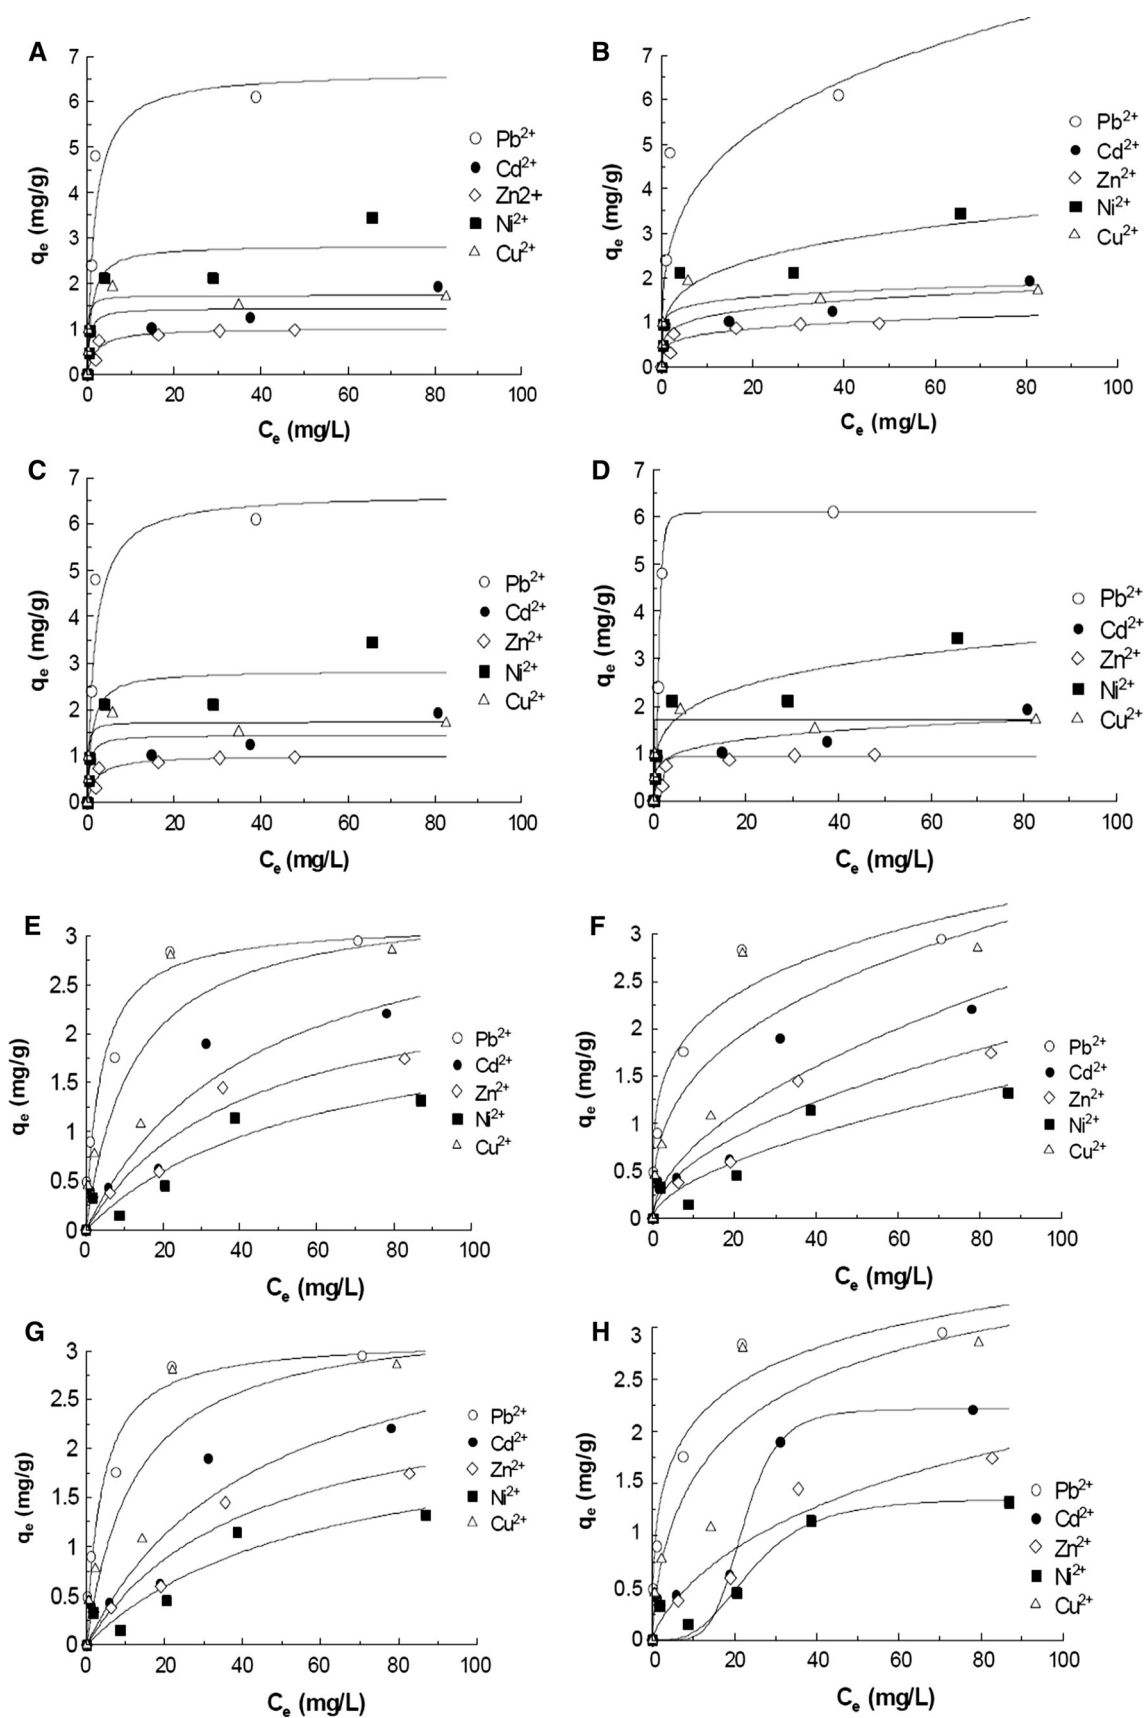 A
7
6
5
4
3
2
1
0
qe (mg/g)
0 20 40 60 80 100
Ce (mg/L)
Pb2+
Cd2+
Zn2+
Ni2+
Cu2+
B
7
6
5
4
3
2
1
0
qe (mg/g)
0 20 40 60 80 100
Ce (mg/L)
Pb2+
Cd2+
Zn2+
Ni2+
Cu2+
C
7
6
5
4
3
2
1
0
qe (mg/g)
0 20 40 60 80 100
Ce (mg/L)
Pb2+
Cd2+
Zn2+
Ni2+
Cu2+
D
7
6
5
4
3
2
1
0
qe (mg/g)
0 20 40 60 80 100
Ce (mg/L)
Pb2+
Cd2+
Zn2+
Ni2+
Cu2+
E
3
2.5
2
1.5
1
0.5
0
qe (mg/g)
0 20 40 60 80 100
Ce (mg/L)
Pb2+
Cd2+
Zn2+
Ni2+
Cu2+
F
3
2.5
2
1.5
1
0.5
0
qe (mg/g)
0 20 40 60 80 100
Ce (mg/L)
Pb2+
Cd2+
Zn2+
Ni2+
Cu2+
G
3
2.5
2
1.5
1
0.5
0
qe (mg/g)
0 20 40 60 80 100
Ce (mg/L)
Pb2+
Cd2+
Zn2+
Ni2+
Cu2+
H
3
2.5
2
1.5
1
0.5
0
qe (mg/g)
0 20 40 60 80 100
Ce (mg/L)
Pb2+
Cd2+
Zn2+
Ni2+
Cu2+